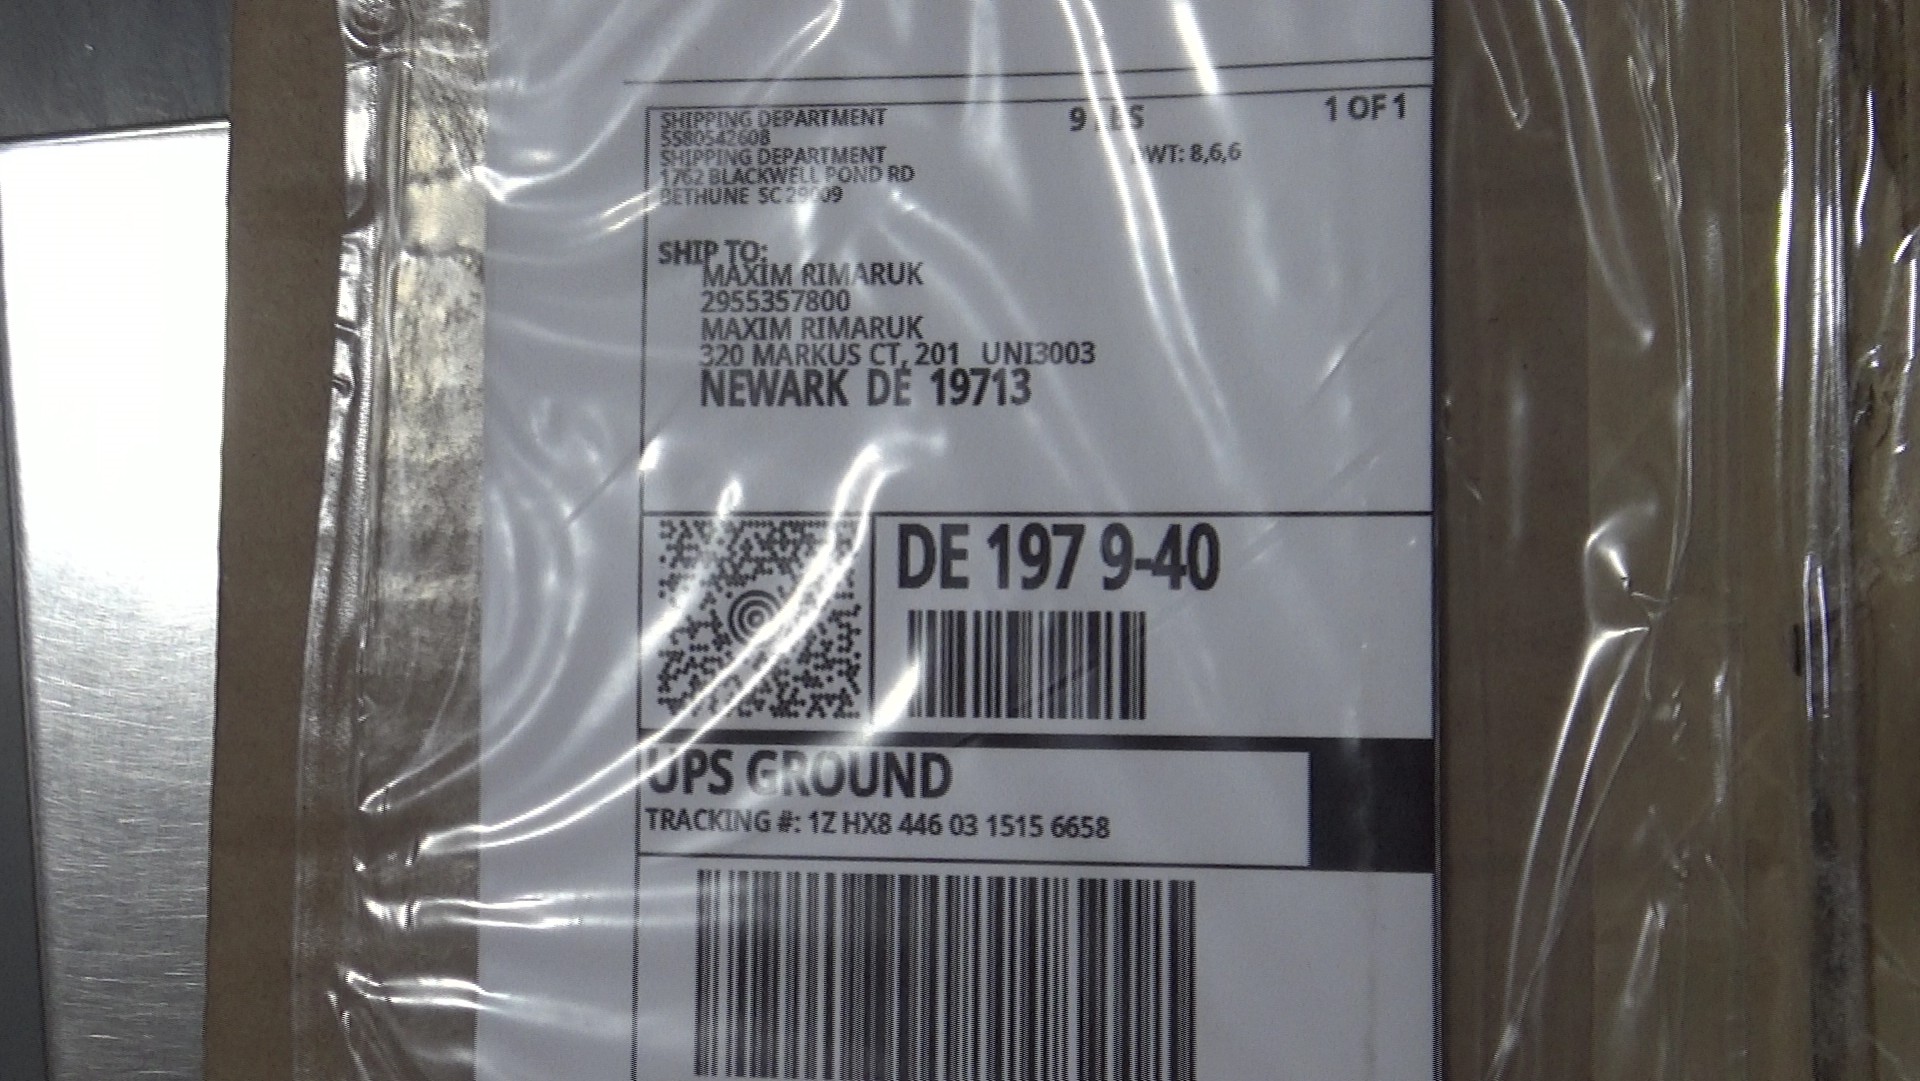 SHIPPING DEPARTMENT
5580542608
SHIPPING DEPARTMENT
1762 BLACKWELL POND RD
BETHUNE SC 29009
9 LBS
1 OF 1
DWT: 8,6,6
SHIP TO:
MAXIM RIMARUK
2955357800
MAXIM RIMARUK
320 MARKUS CT, 201 UNI3003
NEWARK DE 19713
DE 197 9-40
UPS GROUND
TRACKING #: 1Z HX8 446 03 1515 6658